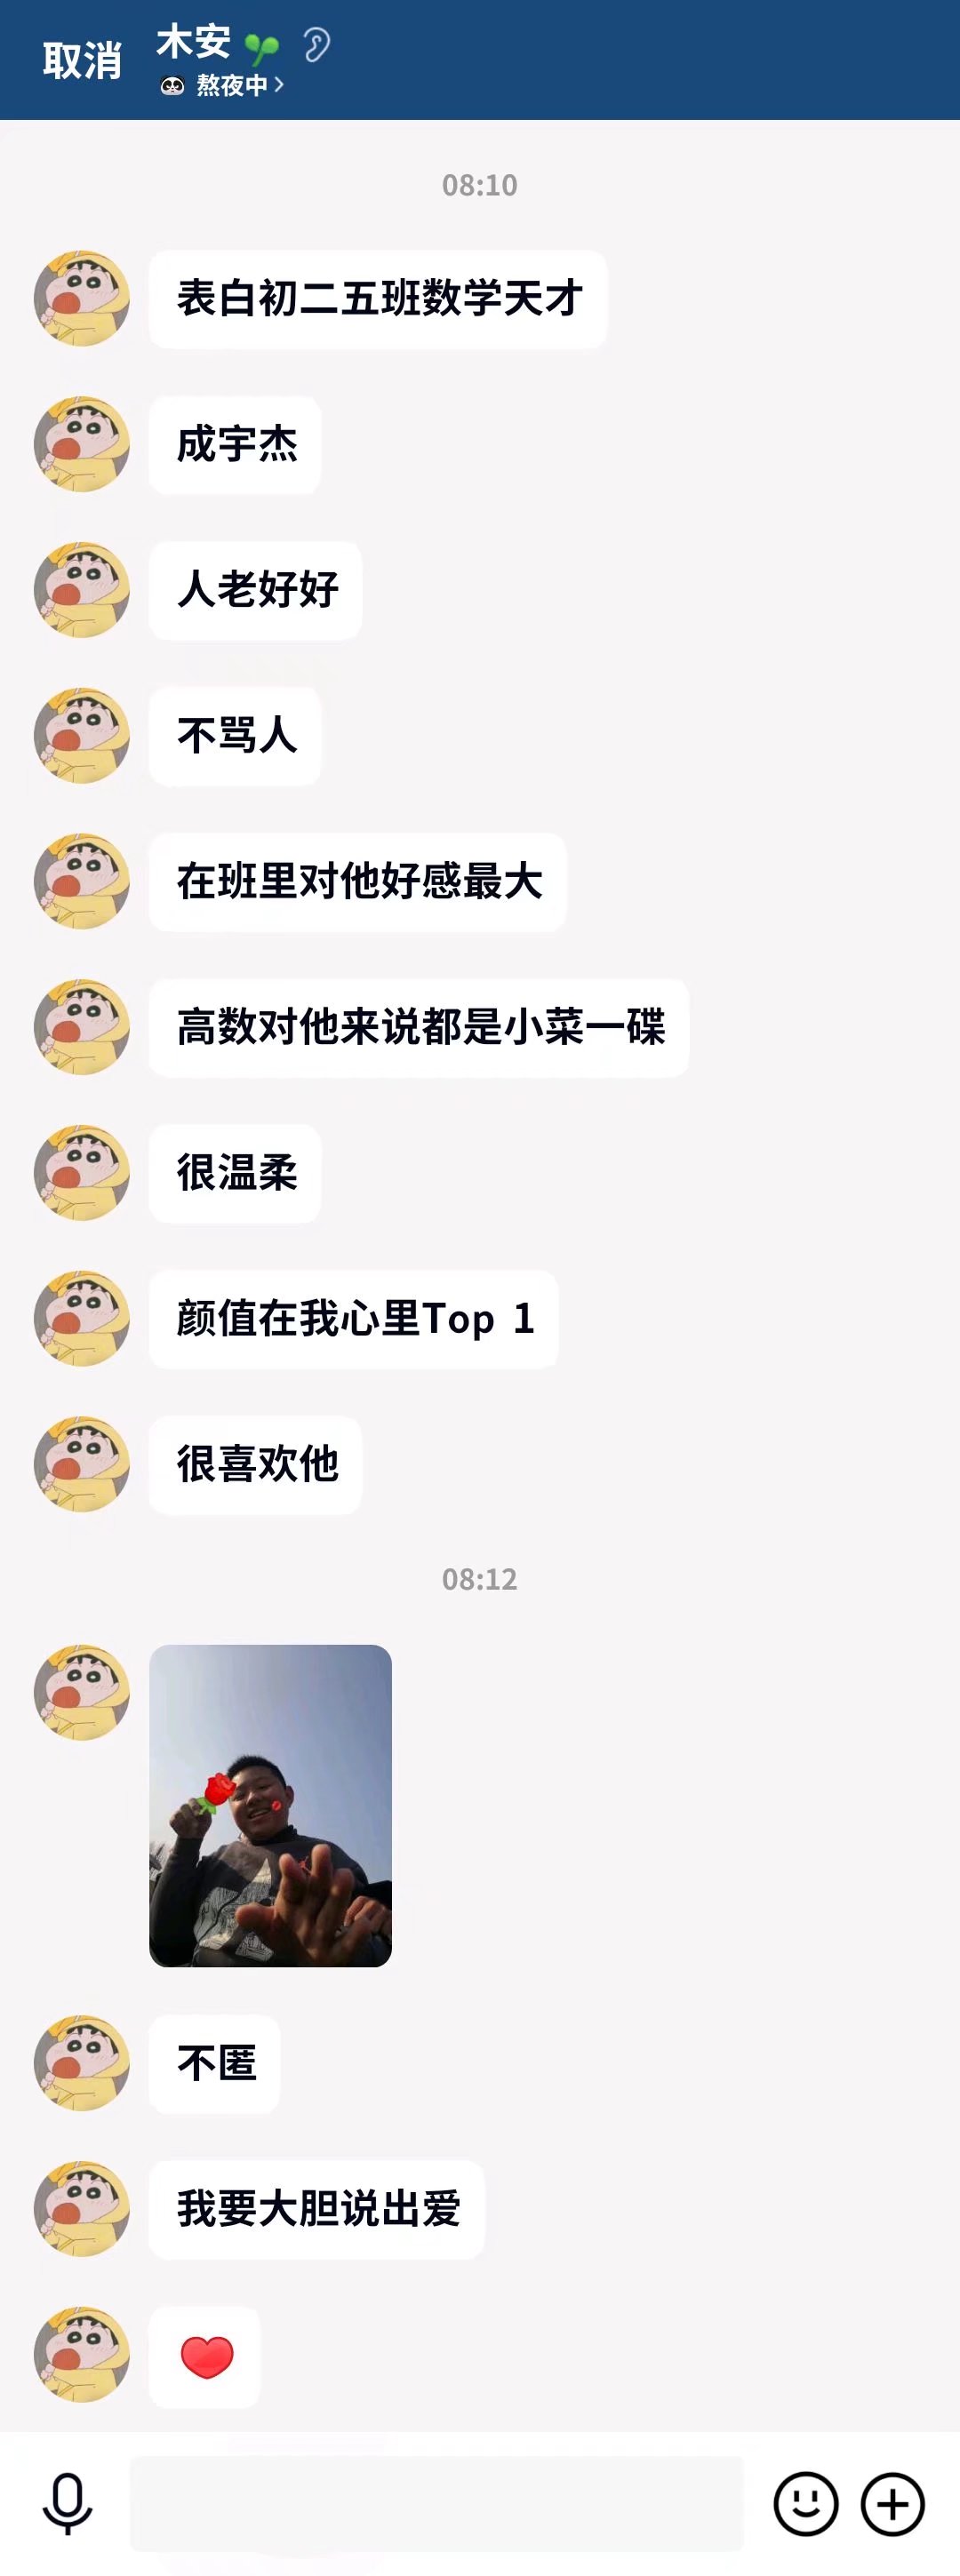 取消
木安
熬夜中
08:10
表白初二五班数学天才
成宇杰
人老好好
不骂人
在班里对他好感最大
高数对他来说都是小菜一碟
很温柔
颜值在我心里Top 1
很喜欢他
08:12
不匿
我要大胆说出爱